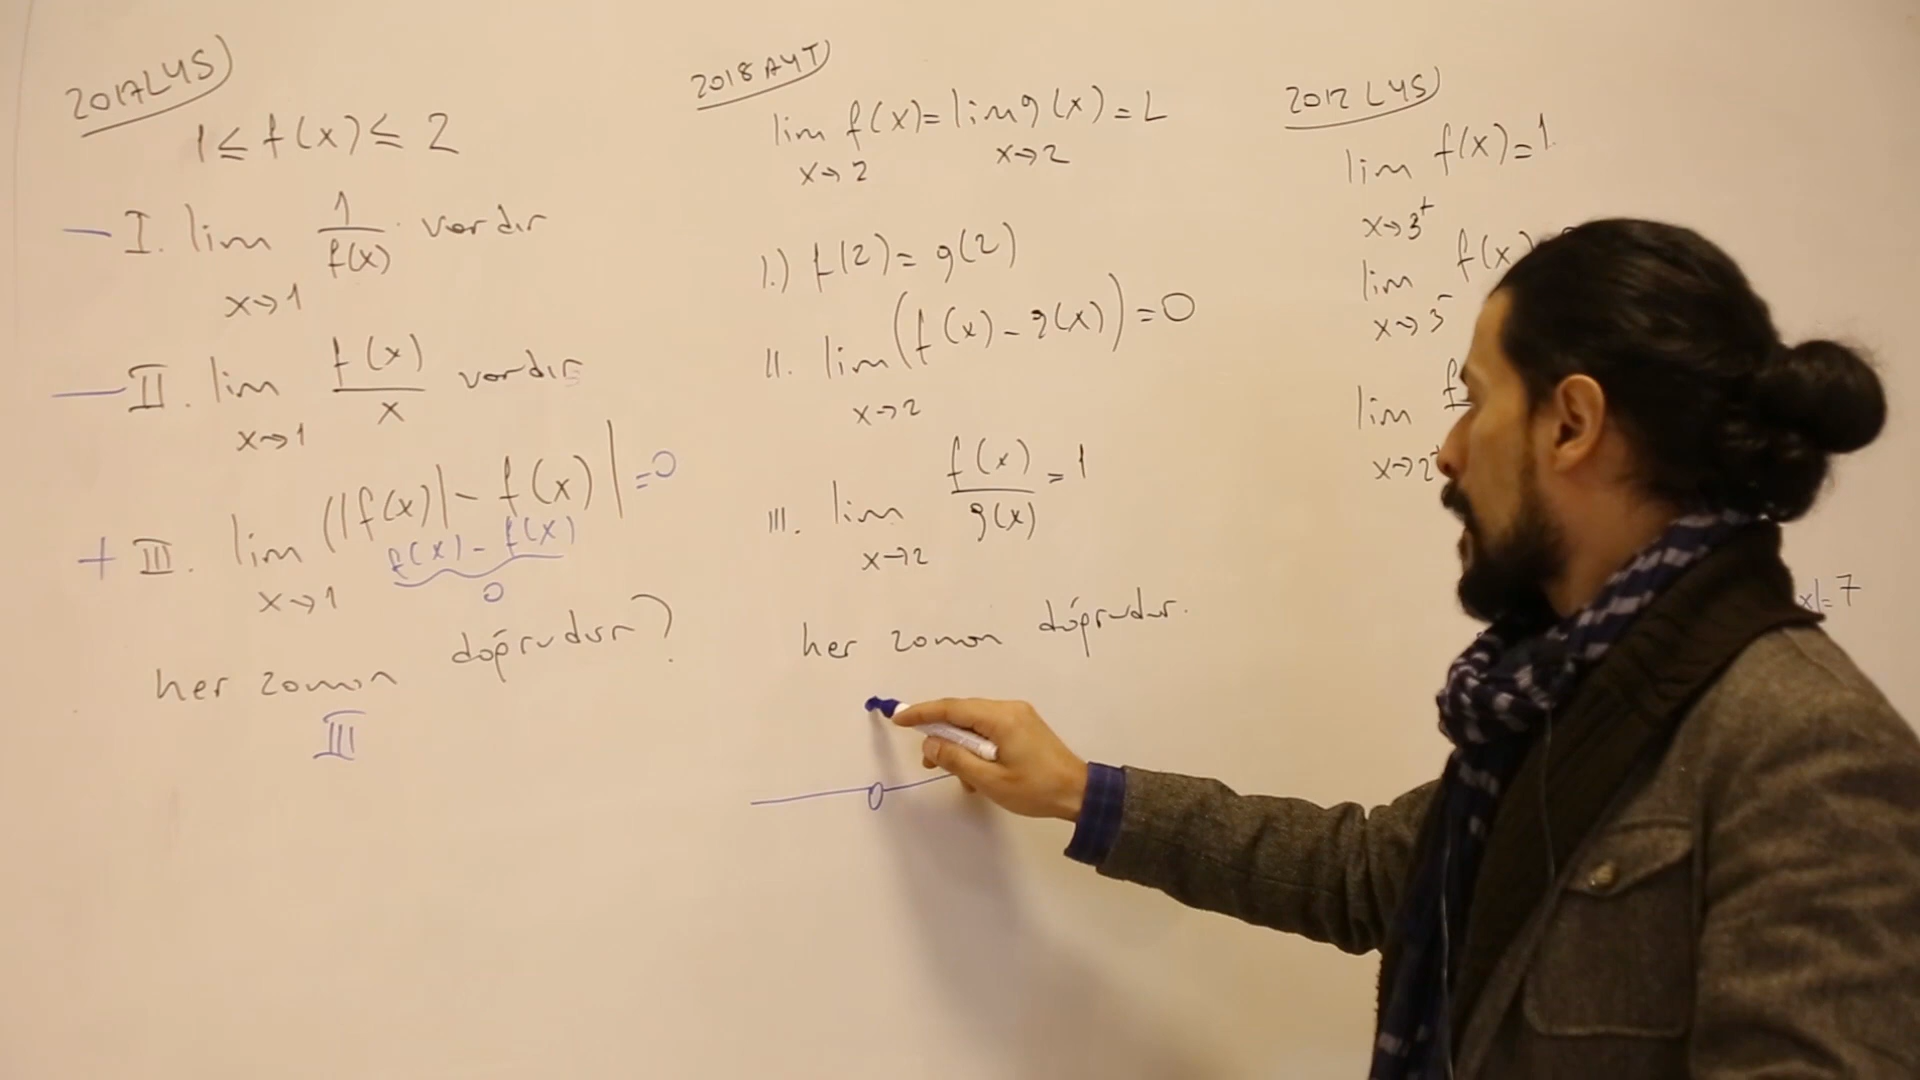 2017 LYS
1 ≤ f(x) ≤ 2
— I. lim 1/f(x) vardır
x→1
— II. lim f(x)/x vardır
x→1
+ III. lim (|f(x)| - f(x)) = 0
x→1
f(x) - f(x)
0
her zaman doğrudur?
III
2018 AYT
lim f(x) = lim g(x) = L
x→2 x→2
I.) f(2) = g(2)
II. lim (f(x) - g(x)) = 0
x→2
III. lim f(x)/g(x) = 1
x→2
her zaman doğrudur.
2012 LYS
lim f(x) = 1
x→3⁺
lim f(x)
x→3⁻
lim f
x→2⁺
x|=7